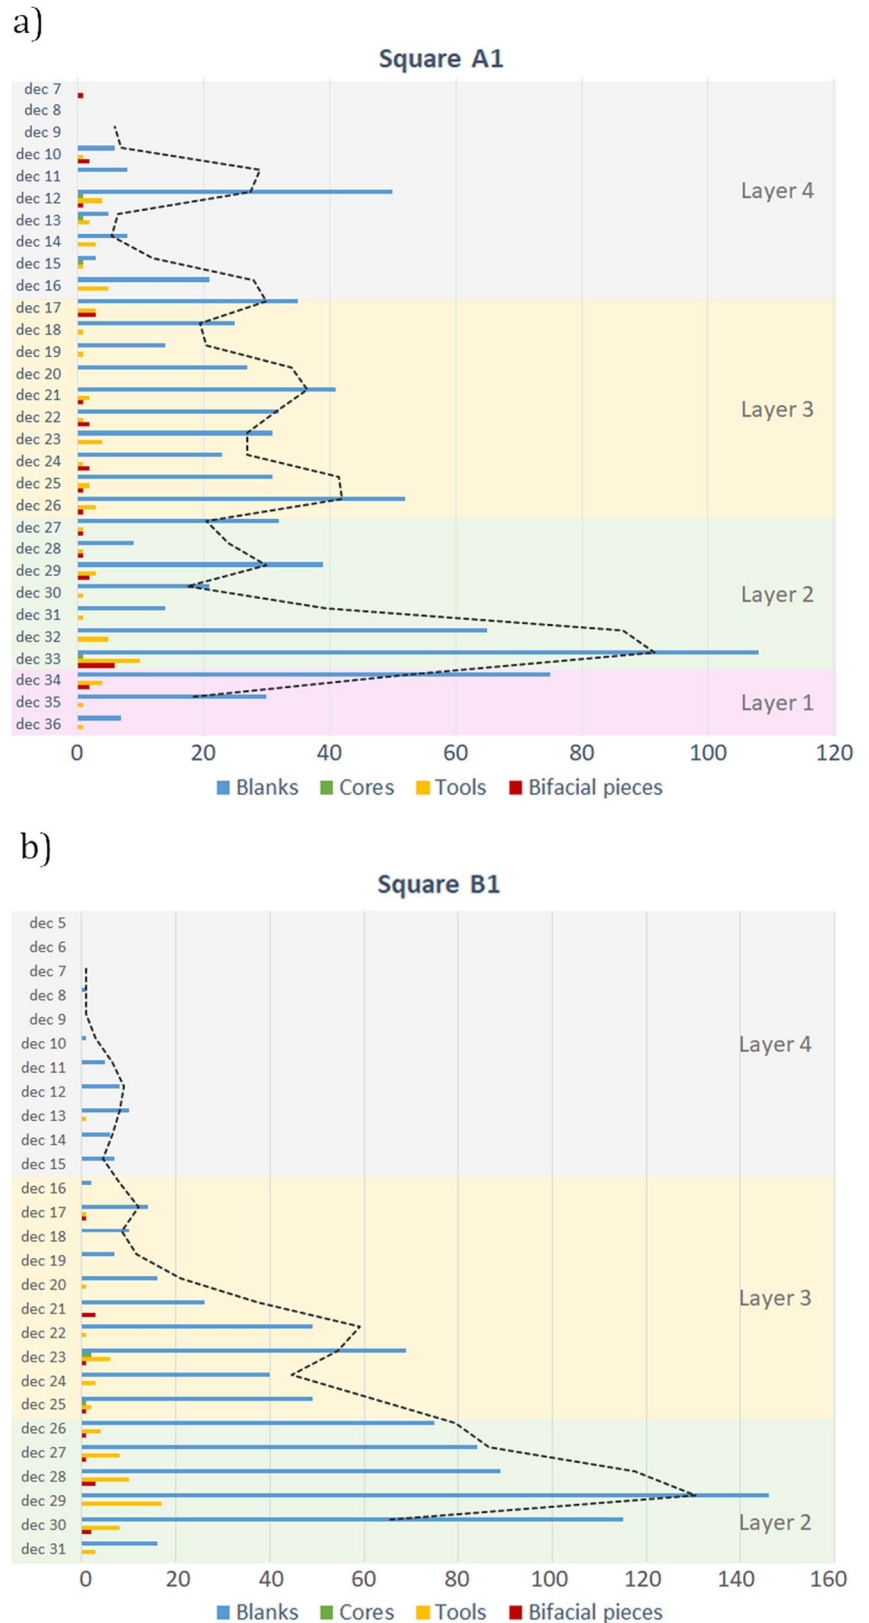 a)
Square A1
dec 7
dec 8
dec 9
dec 10
dec 11
dec 12
Layer 4
dec 13
dec 14
dec 15
dec 16
dec 17
dec 18
dec 19
dec 20
dec 21
Layer 3
dec 22
dec 23
dec 24
dec 25
dec 26
dec 27
dec 28
dec 29
dec 30
Layer 2
dec 31
dec 32
dec 33
dec 34
dec 35
Layer 1
dec 36
0 20 40 60 80 100 120
Blanks Cores Tools Bifacial pieces
b)
Square B1
dec 5
dec 6
dec 7
dec 8
dec 9
dec 10
Layer 4
dec 11
dec 12
dec 13
dec 14
dec 15
dec 16
dec 17
dec 18
dec 19
dec 20
Layer 3
dec 21
dec 22
dec 23
dec 24
dec 25
dec 26
dec 27
dec 28
dec 29
dec 30
Layer 2
dec 31
0 20 40 60 80 100 120 140 160
Blanks Cores Tools Bifacial pieces